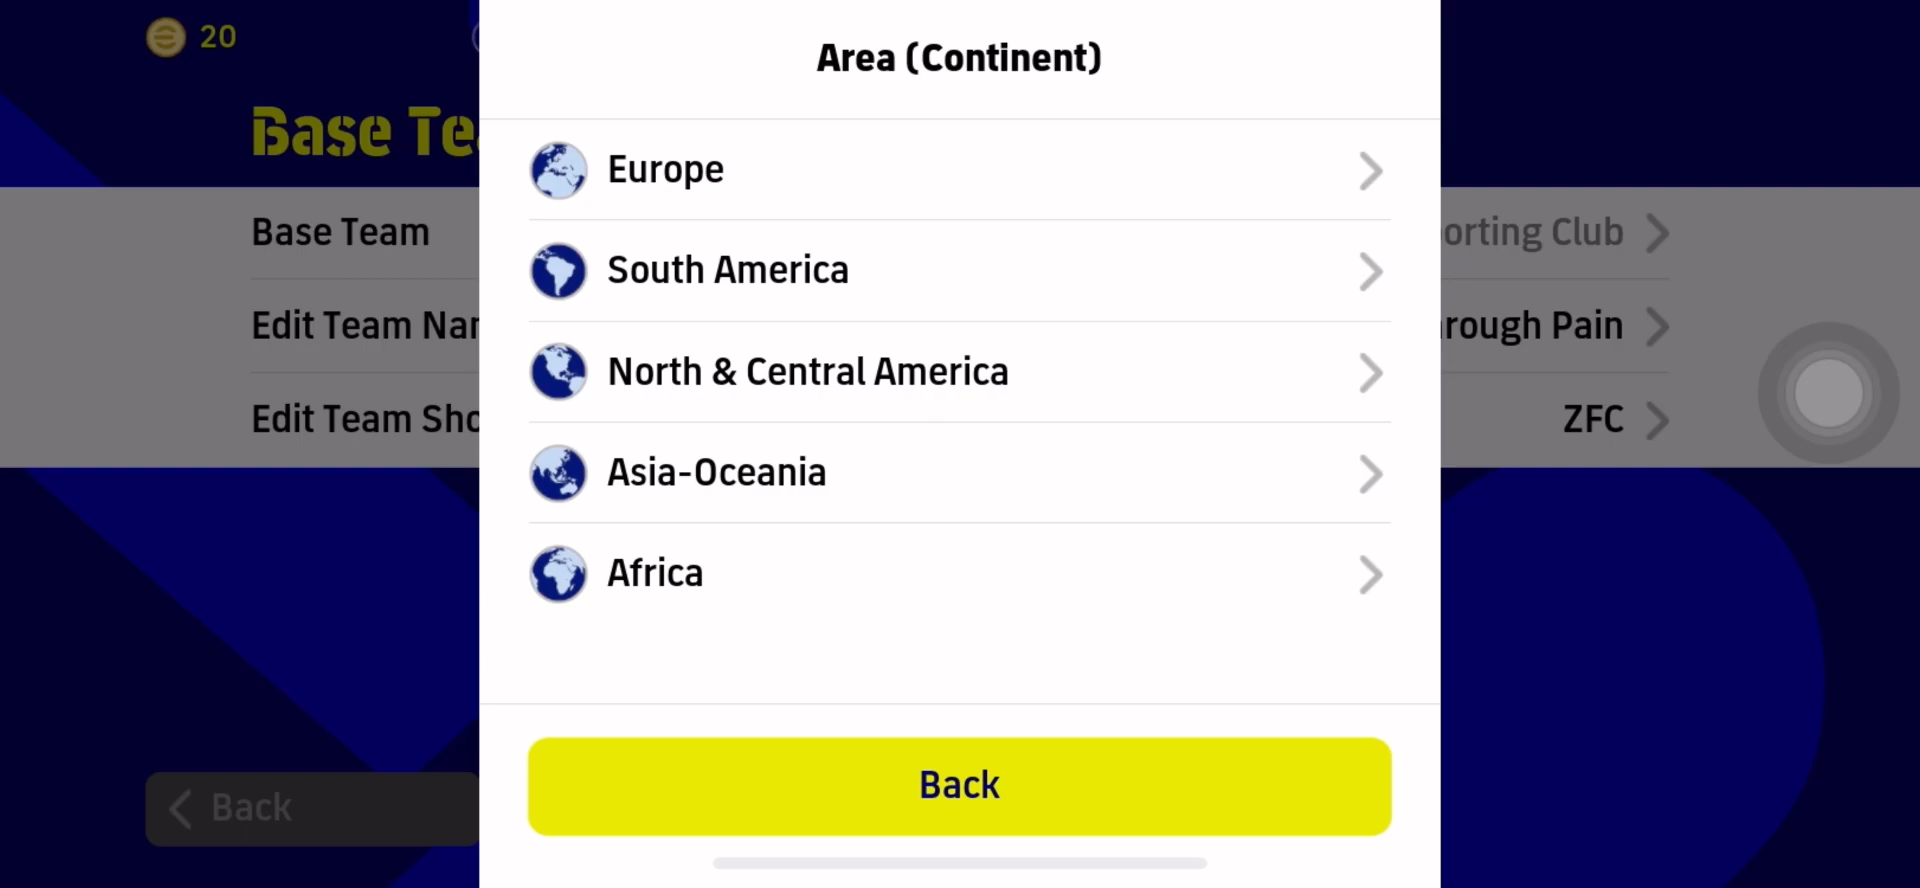 20
Area (Continent)
Base Te
Europe
Base Team
orting Club
South America
Edit Team Nar
rough Pain
North & Central America
Edit Team Sho
ZFC
Asia-Oceania
Africa
Back
Back